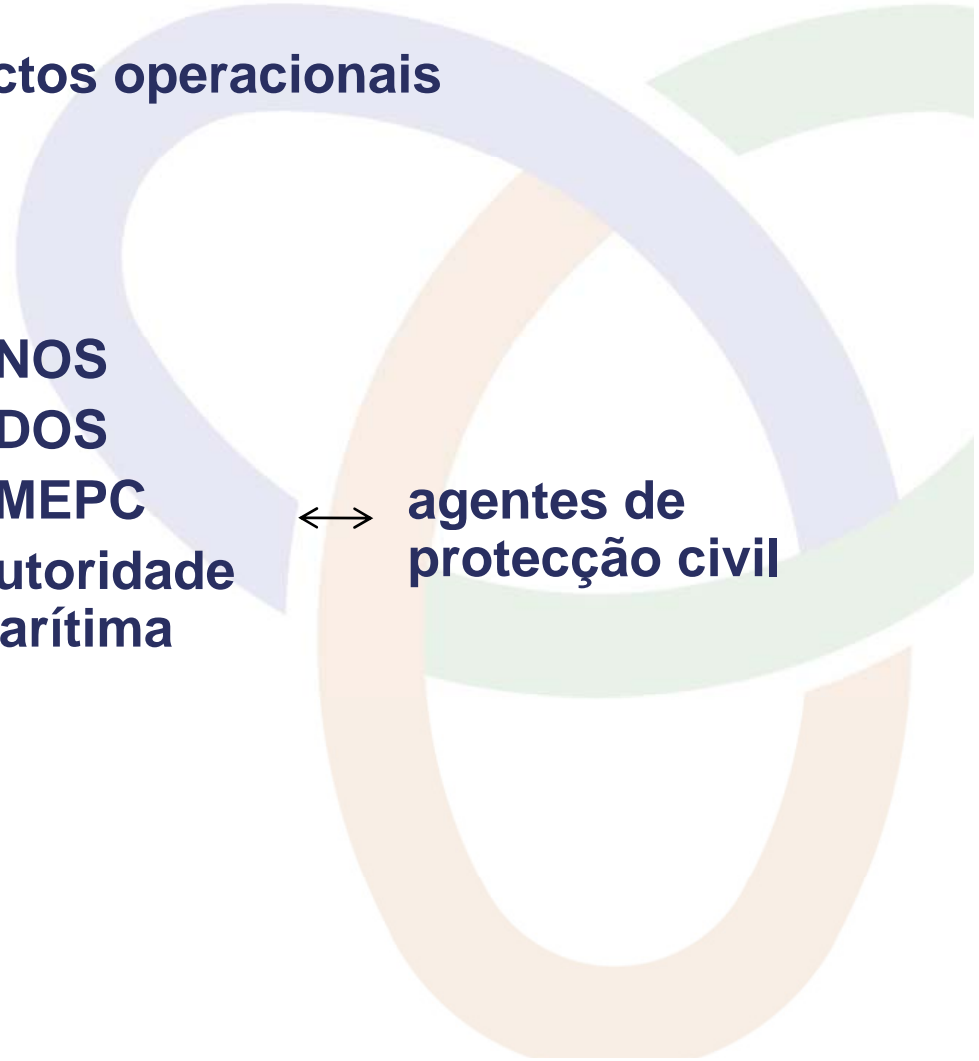 ctos operacionais
NOS
DOS
MEPC
utoridade
arítima
agentes de
protecção civil